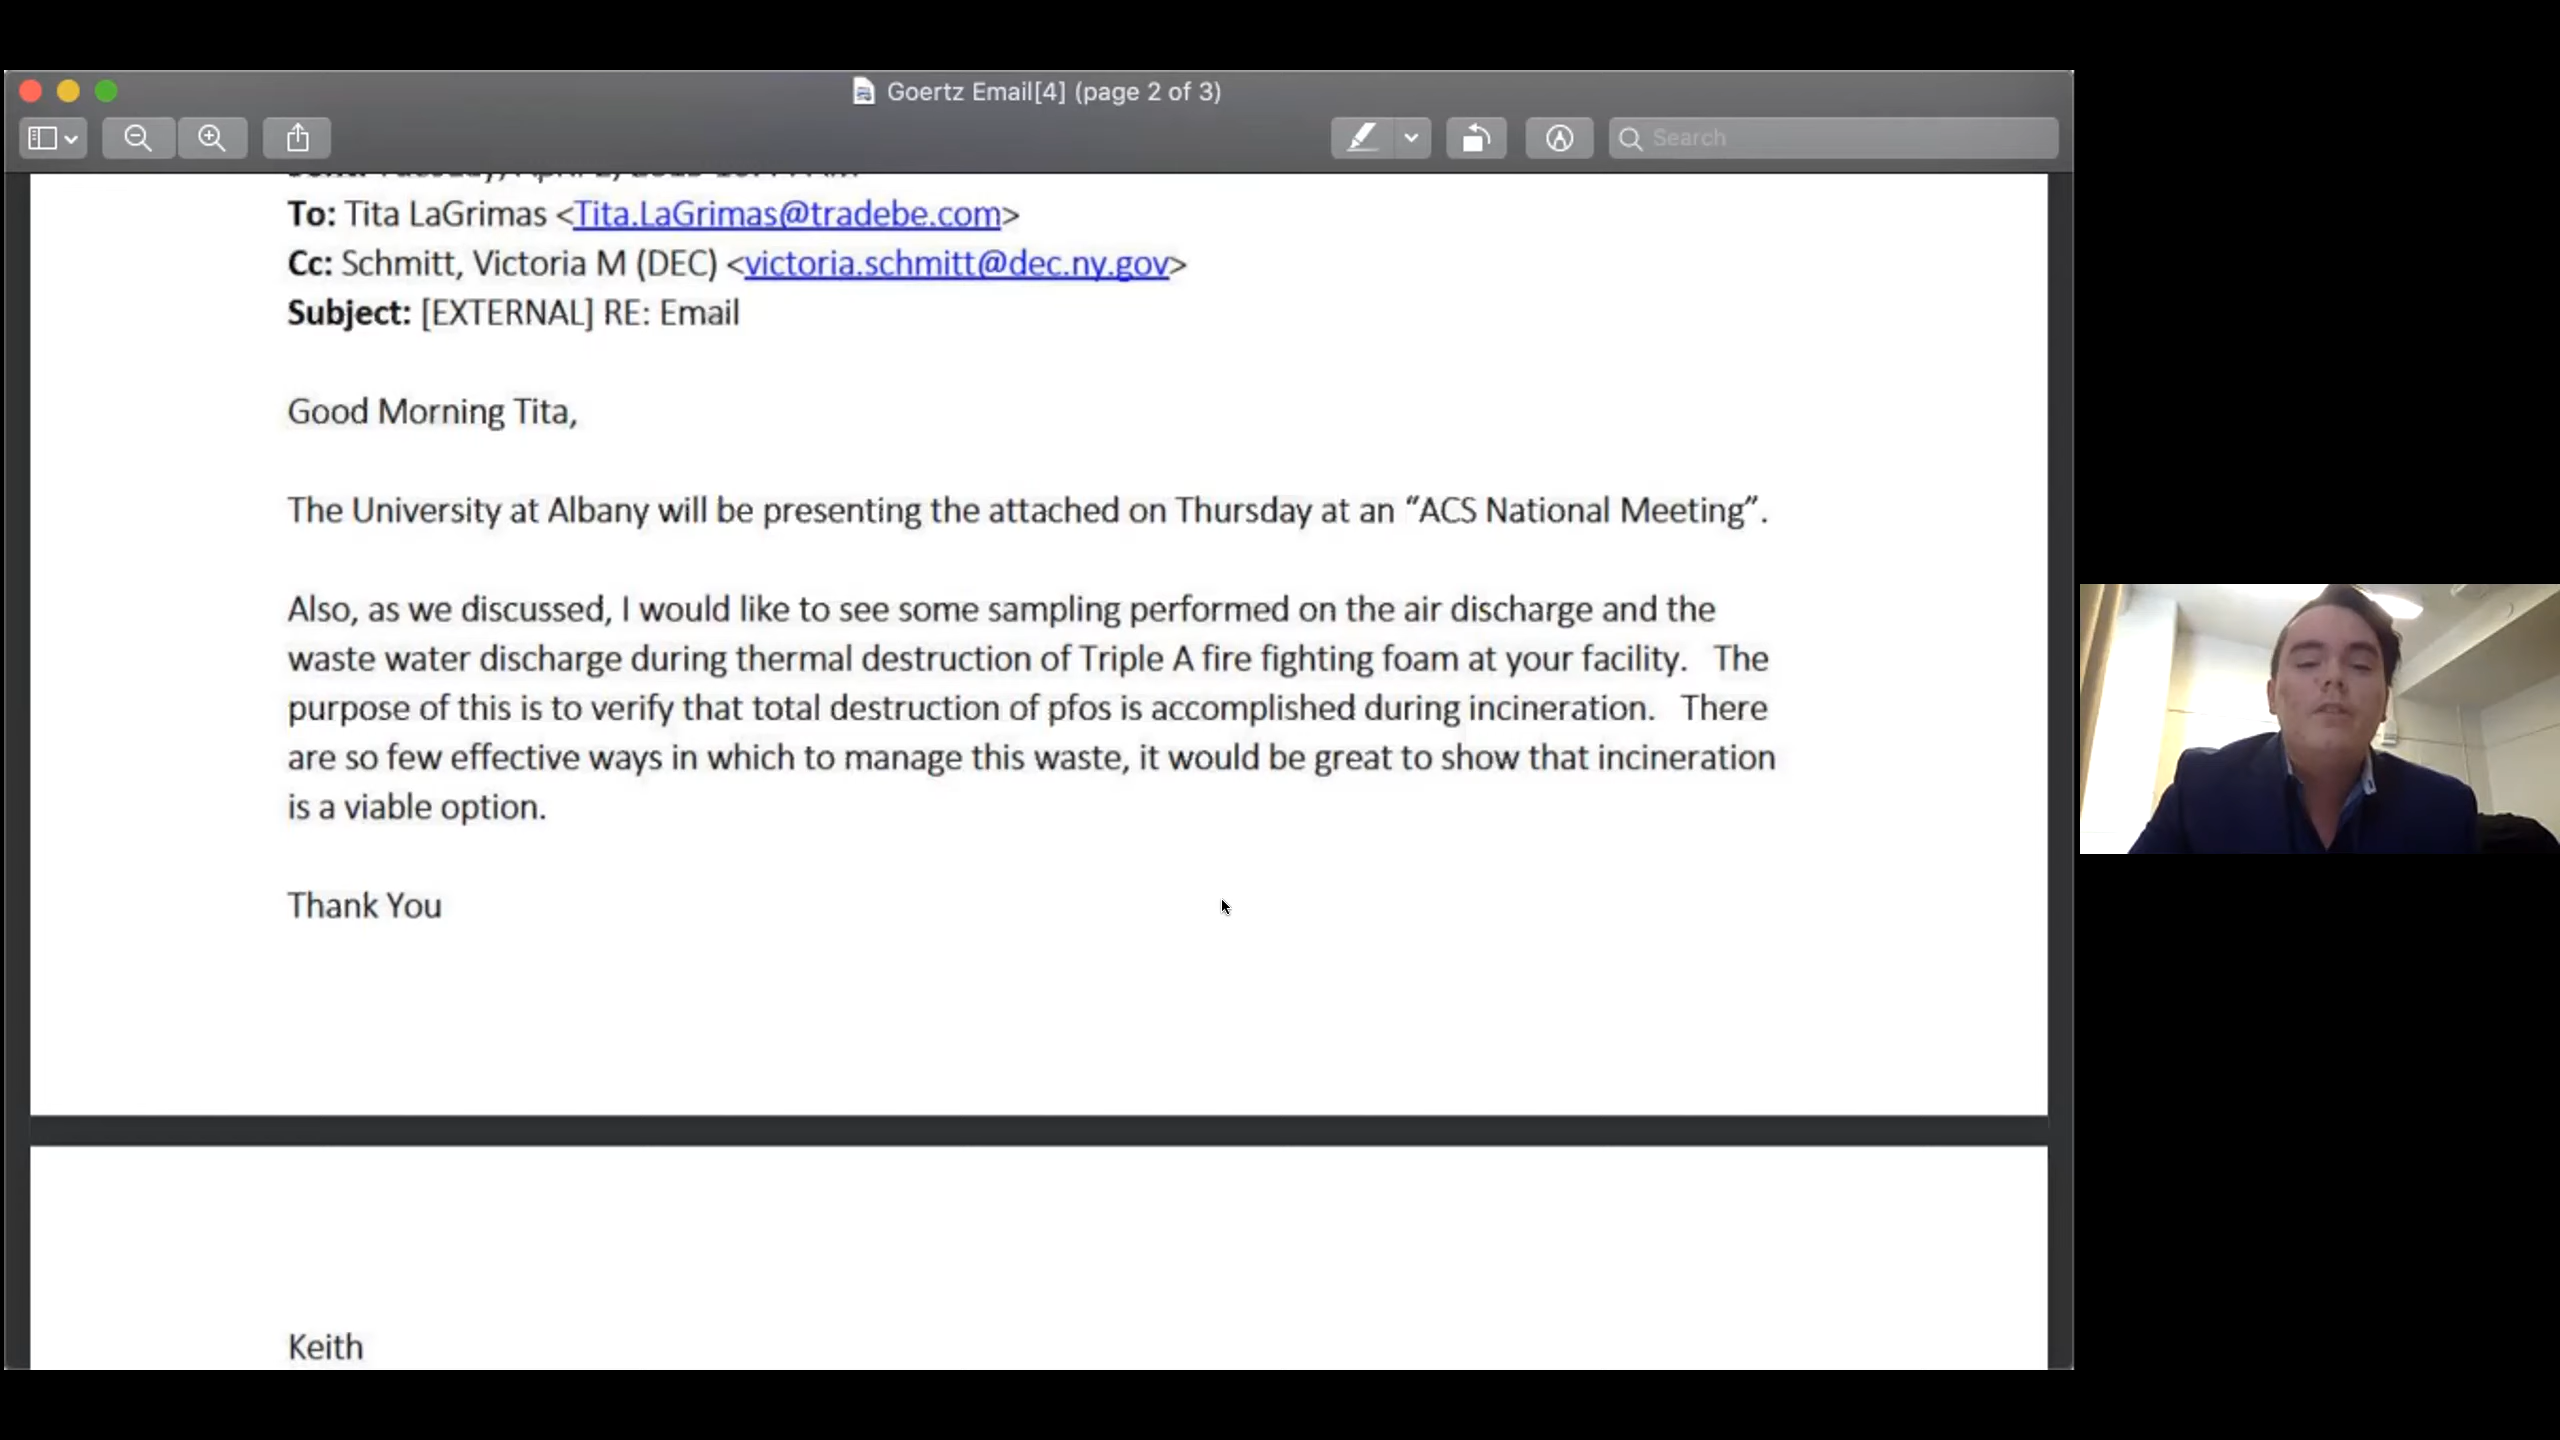 Goertz Email[4] (page 2 of 3)
Search
To: Tita LaGrimas <Tita.LaGrimas@tradebe.com>
Cc: Schmitt, Victoria M (DEC) <victoria.schmitt@dec.ny.gov>
Subject: [EXTERNAL] RE: Email
Good Morning Tita,
The University at Albany will be presenting the attached on Thursday at an “ACS National Meeting”.
Also, as we discussed, I would like to see some sampling performed on the air discharge and the
waste water discharge during thermal destruction of Triple A fire fighting foam at your facility. The
purpose of this is to verify that total destruction of pfos is accomplished during incineration. There
are so few effective ways in which to manage this waste, it would be great to show that incineration
is a viable option.
Thank You
Keith